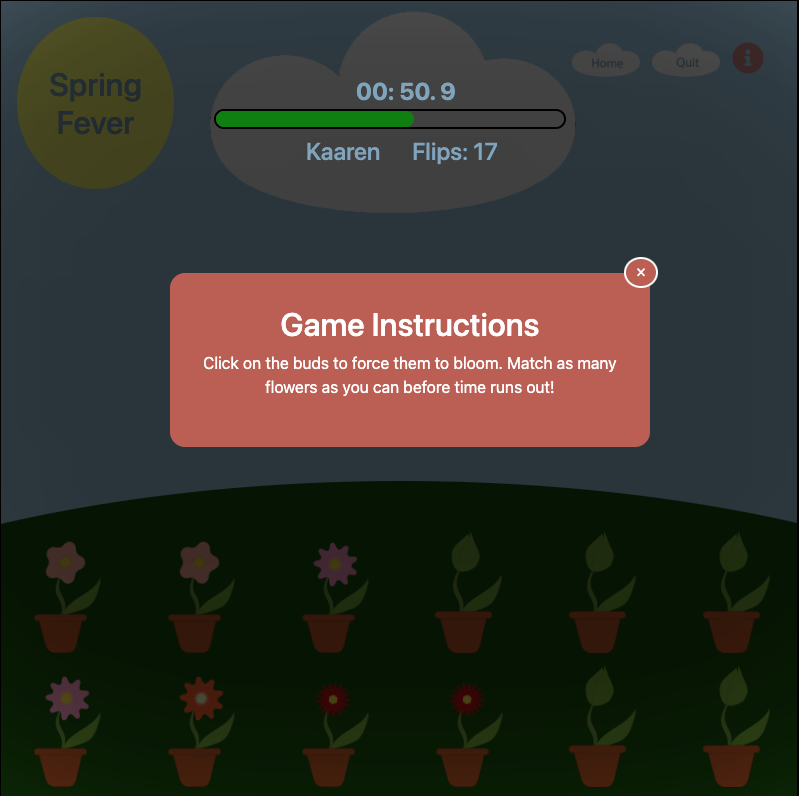 Spring
Fever
00: 50. 9
Kaaren Flips: 17
Home
Quit
i
×
Game Instructions
Click on the buds to force them to bloom. Match as many
flowers as you can before time runs out!